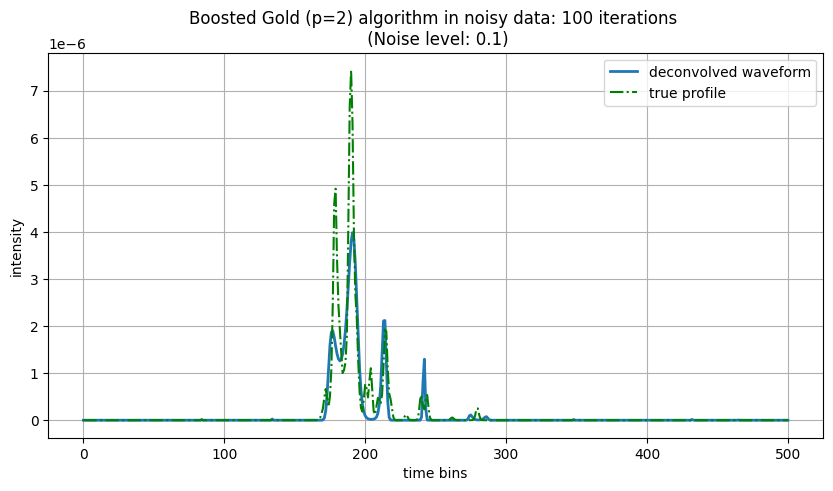 Boosted Gold (p=2) algorithm in noisy data: 100 iterations
(Noise level: 0.1)
1e−6
deconvolved waveform
true profile
7
6
5
4
3
2
1
0
intensity
0 100 200 300 400 500
time bins